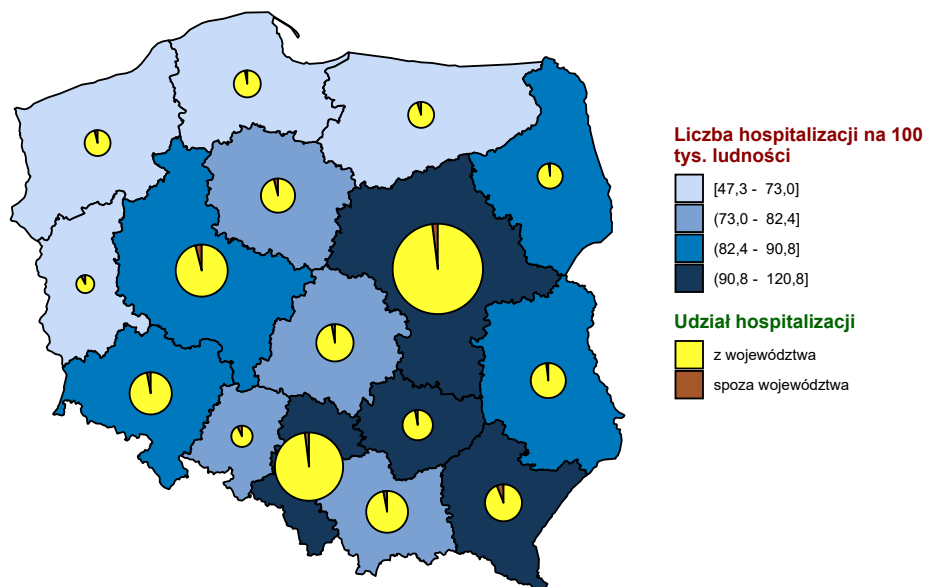 Liczba hospitalizacji na 100
tys. ludności
[47,3 - 73,0]
(73,0 - 82,4]
(82,4 - 90,8]
(90,8 - 120,8]
Udział hospitalizacji
z województwa
spoza województwa